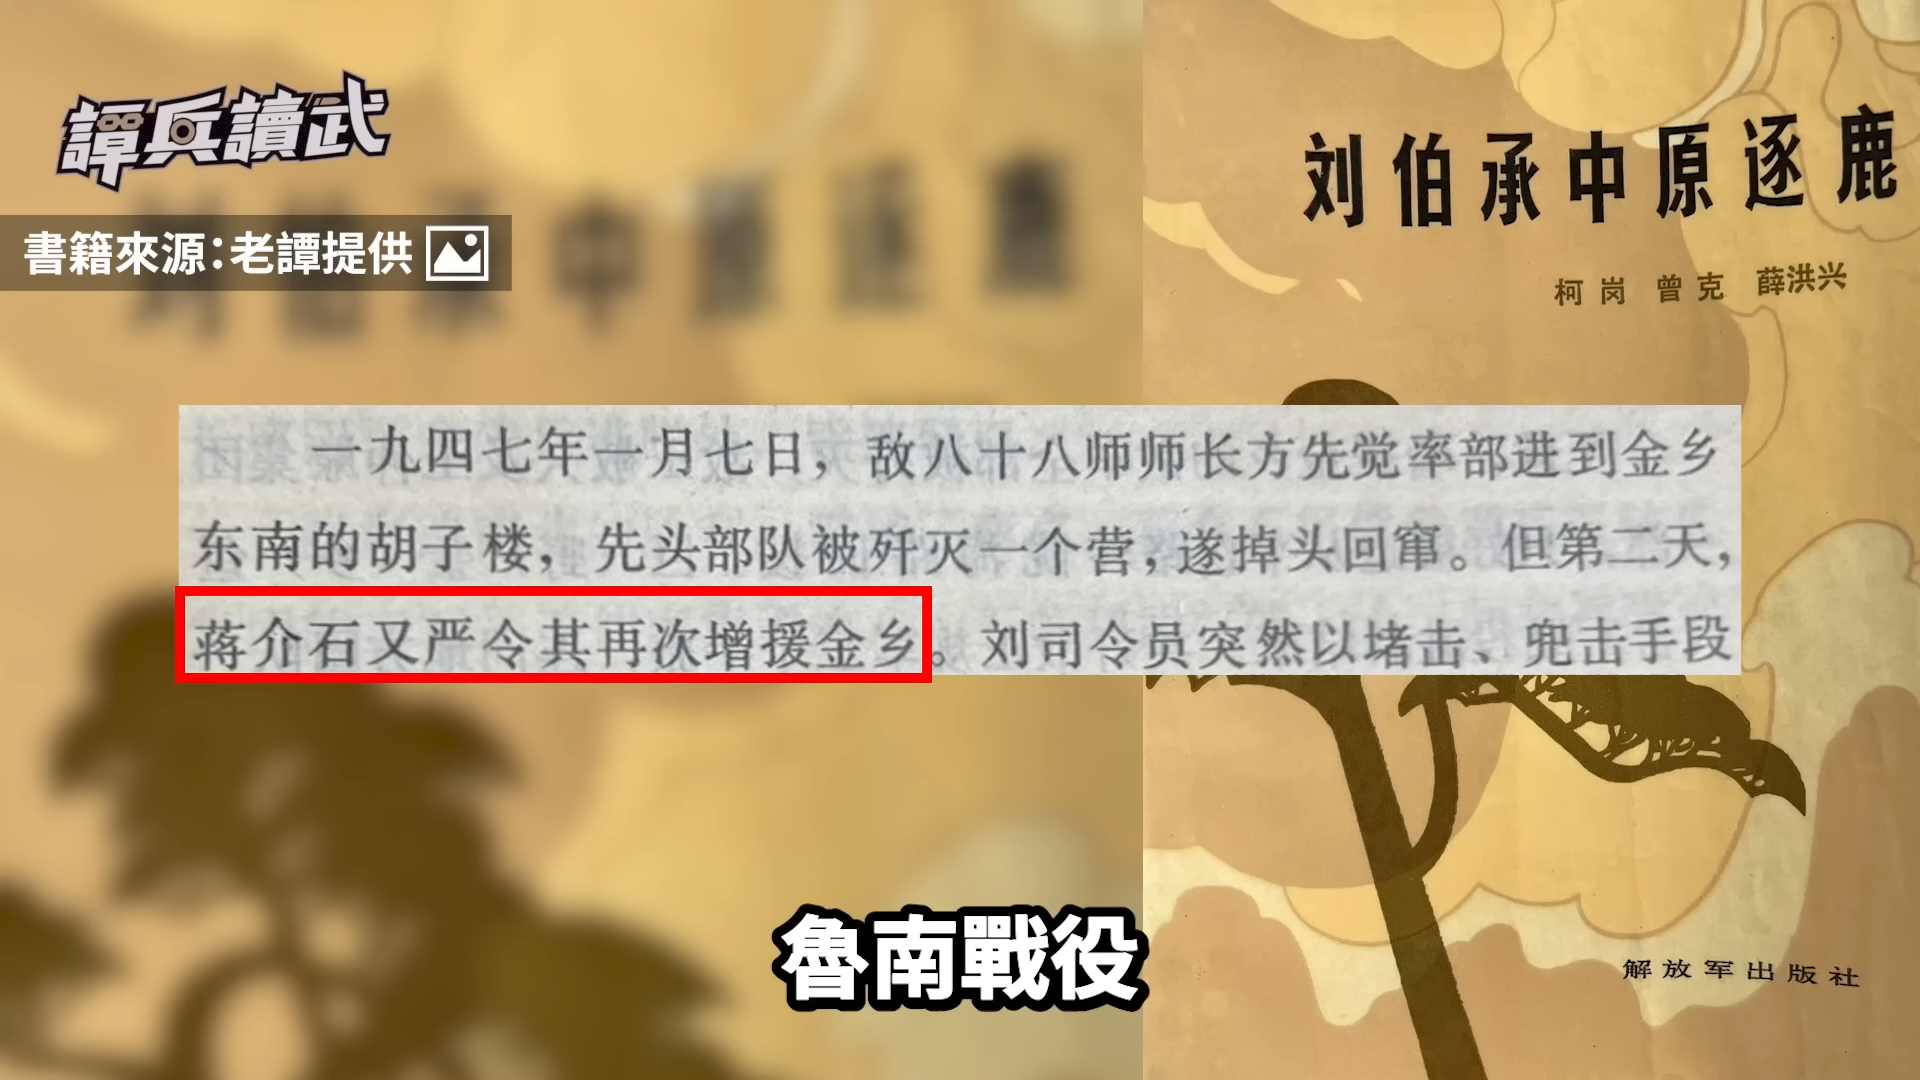 譚兵讀武
書籍來源：老譚提供
刘伯承中原逐鹿
柯岗 曾克 薛洪兴
一九四七年一月七日，敌八十八师师长方先觉率部进到金乡
东南的胡子楼，先头部队被歼灭一个营，遂掉头回窜。但第二天，
蒋介石又严令其再次增援金乡。刘司令员突然以堵击、兜击手段
魯南戰役
解放军出版社